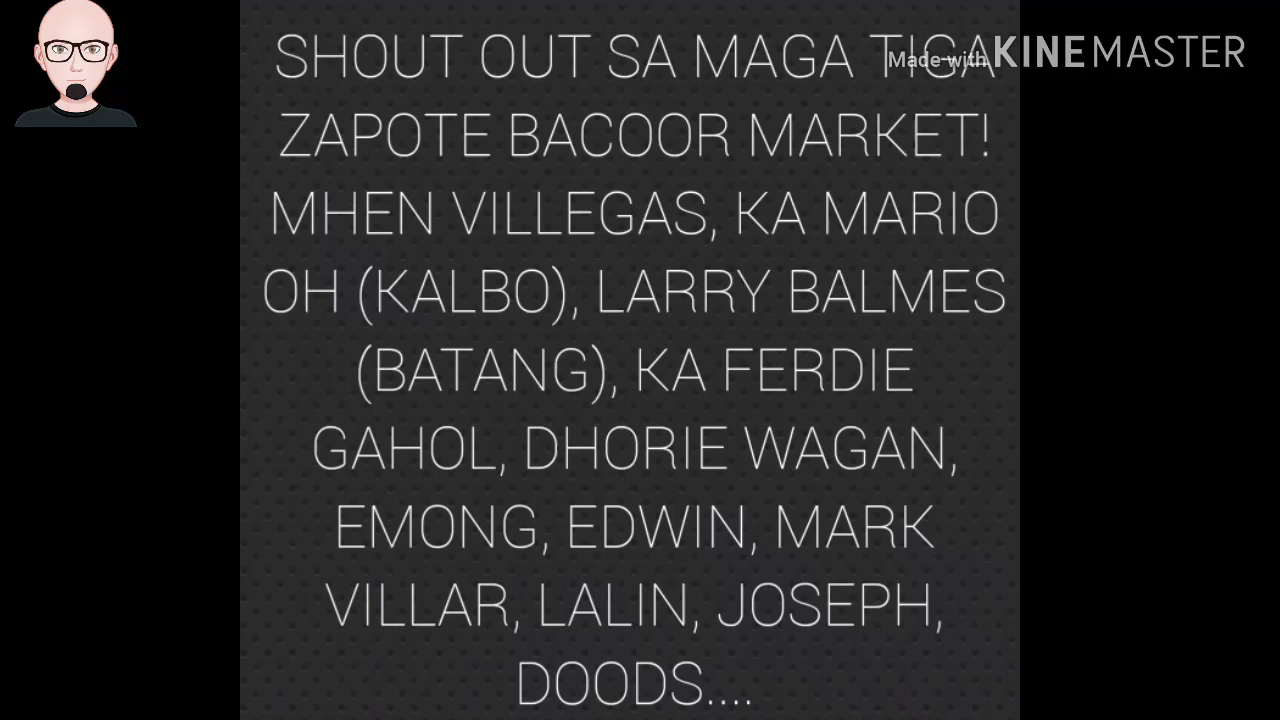 SHOUT OUT SA MAGA TIGA
Made with KINEMASTER
ZAPOTE BACOOR MARKET!
MHEN VILLEGAS, KA MARIO
OH (KALBO), LARRY BALMES
(BATANG), KA FERDIE
GAHOL, DHORIE WAGAN,
EMONG, EDWIN, MARK
VILLAR, LALIN, JOSEPH,
DOODS....